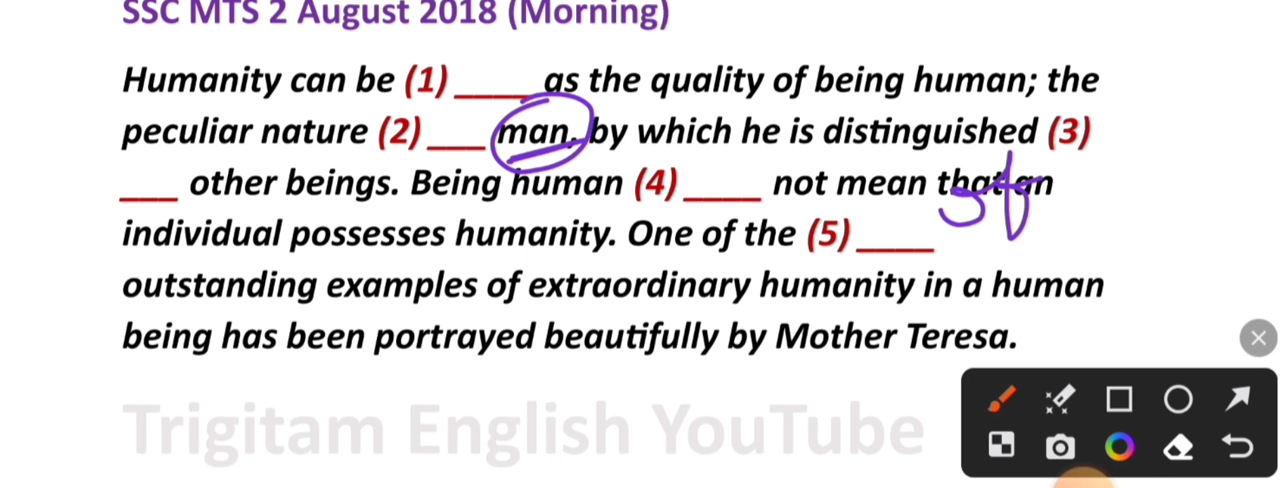 SSC MTS 2 August 2018 (Morning)
Humanity can be (1) _____ as the quality of being human; the
peculiar nature (2) ___ man, by which he is distinguished (3)
___ other beings. Being human (4) ____ not mean that an
individual possesses humanity. One of the (5) ____
outstanding examples of extraordinary humanity in a human
being has been portrayed beautifully by Mother Teresa.
Trigitam English YouTube